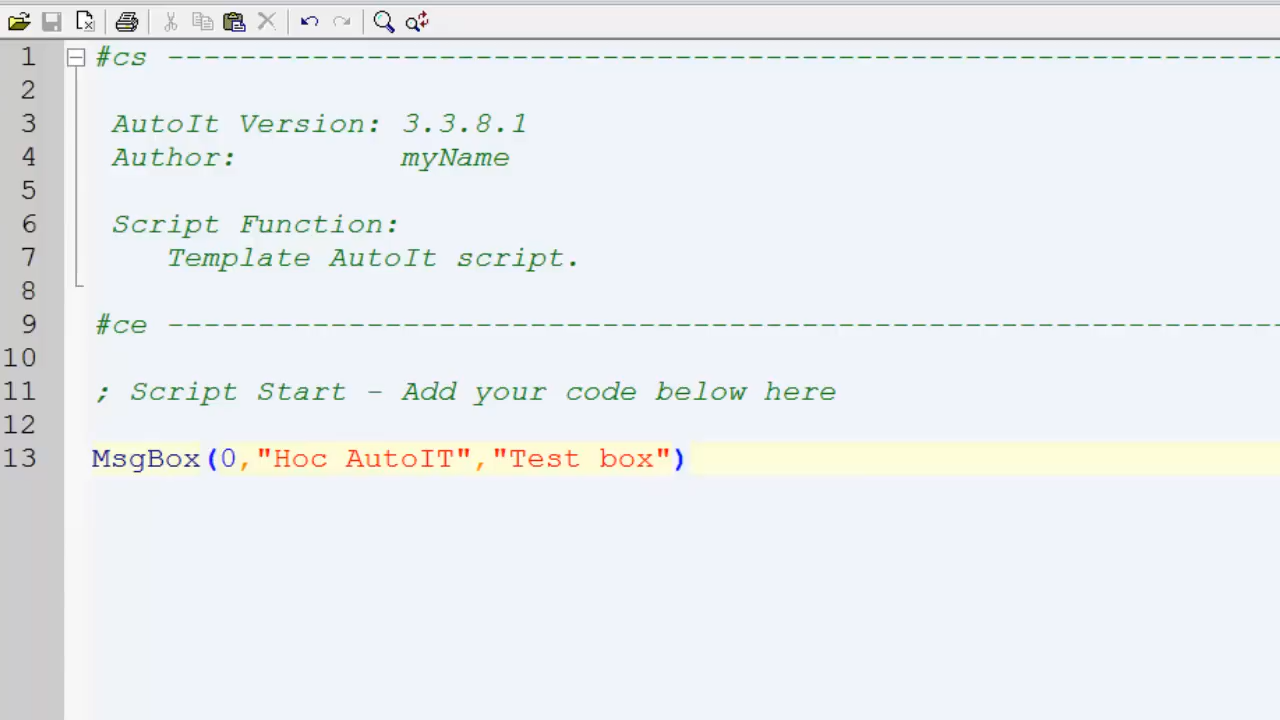 1 #cs ------------------------------------------------------------------
2
3 AutoIt Version: 3.3.8.1
4 Author: myName
5
6 Script Function:
7 Template AutoIt script.
8
9 #ce ------------------------------------------------------------------
10
11 ; Script Start - Add your code below here
12
13 MsgBox(0,"Hoc AutoIT","Test box")